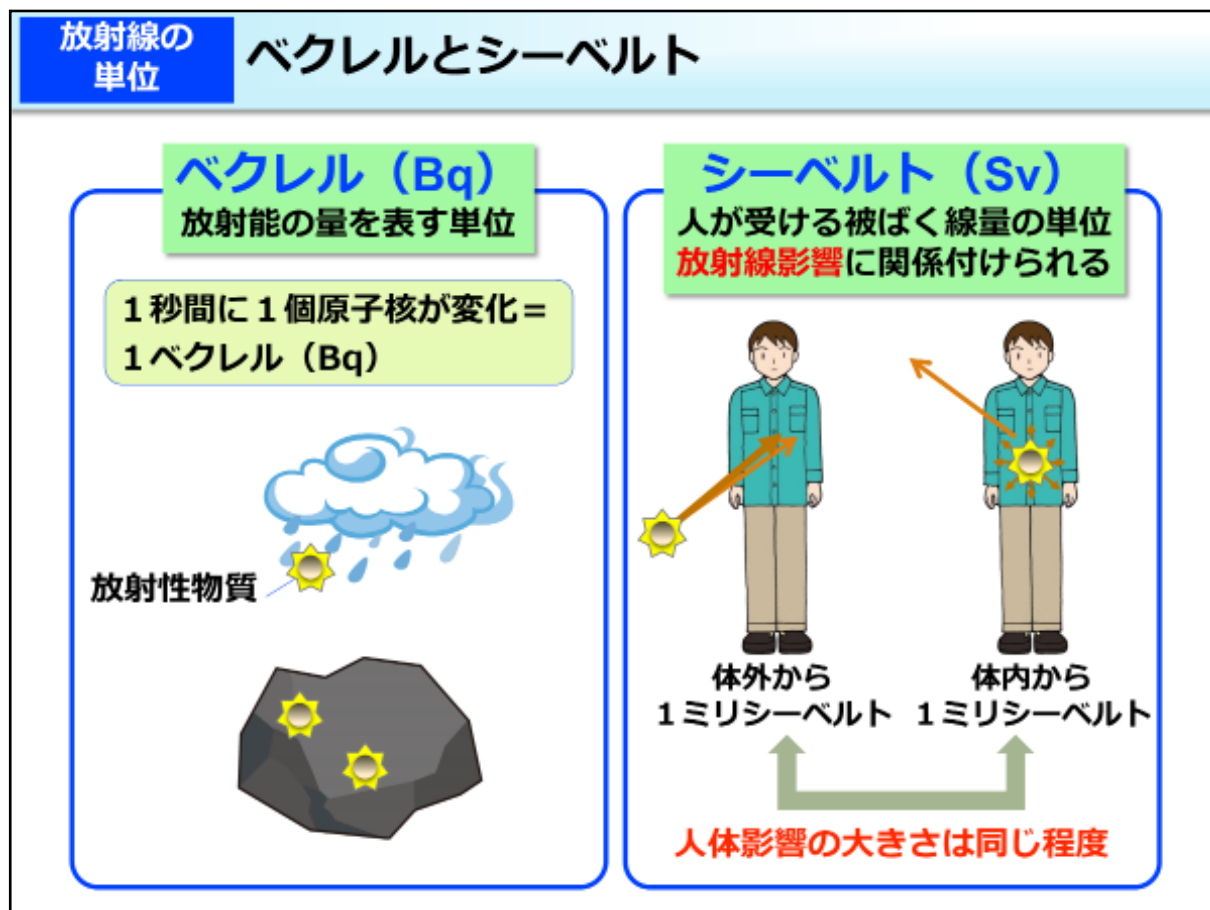 放射線の
単位
ベクレルとシーベルト
ベクレル（Bq）
放射能の量を表す単位
１秒間に１個原子核が変化＝
１ベクレル（Bq）
放射性物質
シーベルト（Sv）
人が受ける被ばく線量の単位
放射線影響に関係付けられる
体外から
１ミリシーベルト
体内から
１ミリシーベルト
人体影響の大きさは同じ程度